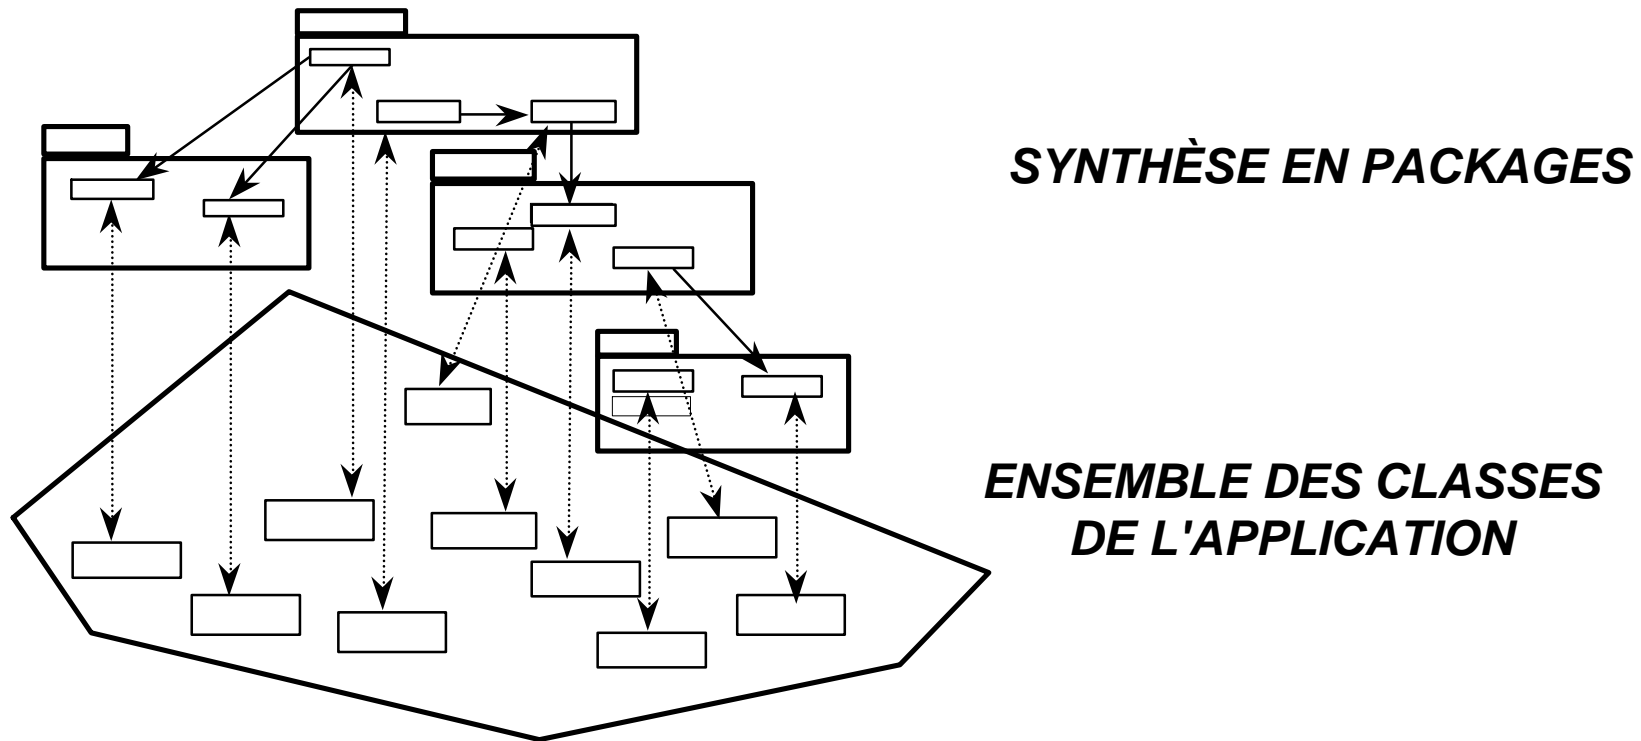 SYNTHÈSE EN PACKAGES
ENSEMBLE DES CLASSES
DE L'APPLICATION